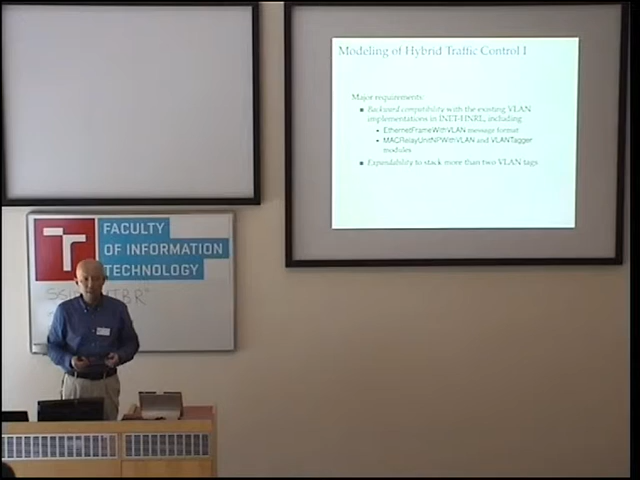 Modeling of Hybrid Traffic Control I
Major requirements:
Backward compatibility with the existing VLAN
implementations in INET-HNRL, including
EthernetFrameWithVLAN message format
MACRelayUnitNPWithVLAN and VLANTagger
modules
Expendability to stack more than two VLAN tags
FACULTY
OF INFORMATION
TECHNOLOGY